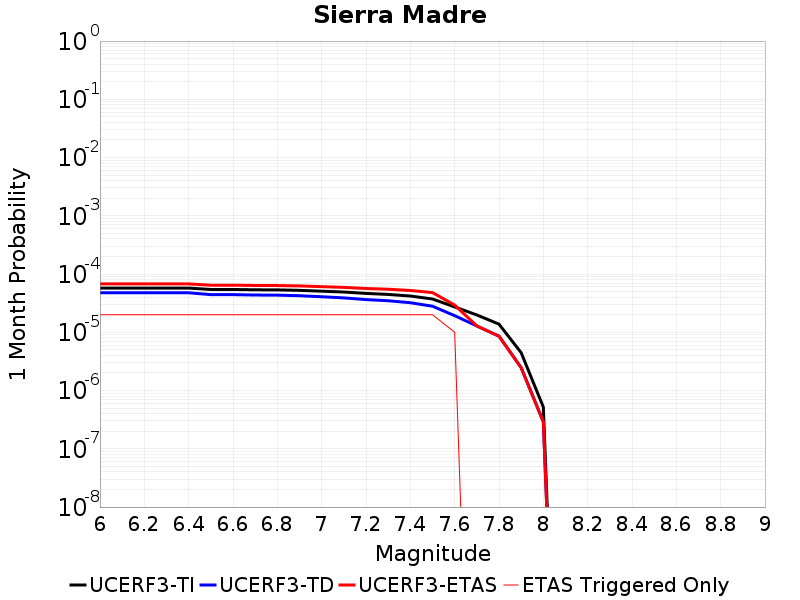 Sierra Madre
1 Month Probability
10^0
10^-1
10^-2
10^-3
10^-4
10^-5
10^-6
10^-7
10^-8
6 6.2 6.4 6.6 6.8 7 7.2 7.4 7.6 7.8 8 8.2 8.4 8.6 8.8 9
Magnitude
UCERF3-TI UCERF3-TD UCERF3-ETAS ETAS Triggered Only